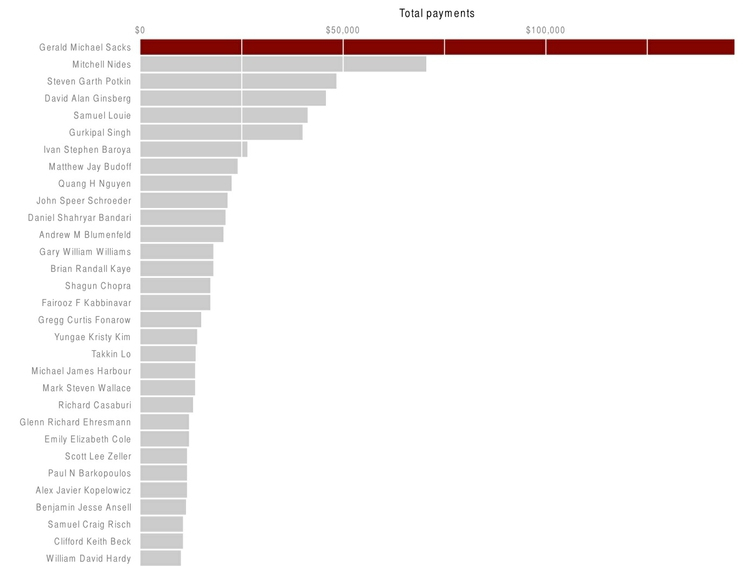 Total payments
$0 $50,000 $100,000
Gerald Michael Sacks
Mitchell Nides
Steven Garth Potkin
David Alan Ginsberg
Samuel Louie
Gurkipal Singh
Ivan Stephen Baroya
Matthew Jay Budoff
Quang H Nguyen
John Speer Schroeder
Daniel Shahryar Bandari
Andrew M Blumenfeld
Gary William Williams
Brian Randall Kaye
Shagun Chopra
Fairooz F Kabbinavar
Gregg Curtis Fonarow
Yungae Kristy Kim
Takkin Lo
Michael James Harbour
Mark Steven Wallace
Richard Casaburi
Glenn Richard Ehresmann
Emily Elizabeth Cole
Scott Lee Zeller
Paul N Barkopoulos
Alex Javier Kopelowicz
Benjamin Jesse Ansell
Samuel Craig Risch
Clifford Keith Beck
William David Hardy